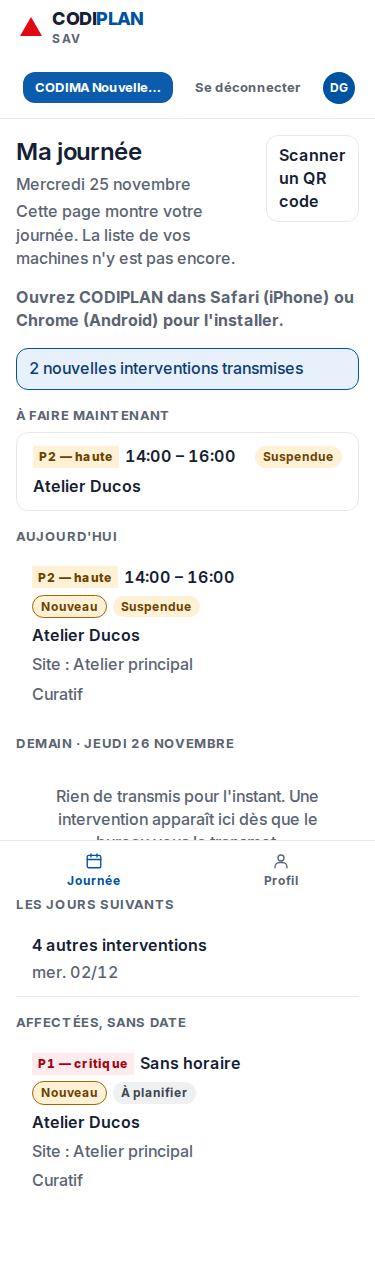 CODIPLAN
SAV
CODIMA Nouvelle...
Se déconnecter
DG
Ma journée
Mercredi 25 novembre
Cette page montre votre
journée. La liste de vos
machines n'y est pas encore.
Scanner
un QR
code
Ouvrez CODIPLAN dans Safari (iPhone) ou
Chrome (Android) pour l'installer.
2 nouvelles interventions transmises
À FAIRE MAINTENANT
P2 — haute 14:00 – 16:00 Suspendue
Atelier Ducos
AUJOURD'HUI
P2 — haute 14:00 – 16:00
Nouveau Suspendue
Atelier Ducos
Site : Atelier principal
Curatif
DEMAIN · JEUDI 26 NOVEMBRE
Rien de transmis pour l'instant. Une
intervention apparaît ici dès que le
Journée
Profil
LES JOURS SUIVANTS
4 autres interventions
mer. 02/12
AFFECTÉES, SANS DATE
P1 — critique Sans horaire
Nouveau À planifier
Atelier Ducos
Site : Atelier principal
Curatif